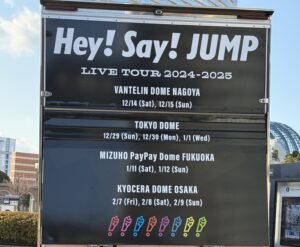 Hey! Say! JUMP
LIVE TOUR 2024-2025
VANTELIN DOME NAGOYA
12/14 (Sat), 12/15 (Sun)
TOKYO DOME
12/29 (Sun), 12/30 (Mon), 1/1 (Wed)
MIZUHO PayPay Dome FUKUOKA
1/11 (Sat), 1/12 (Sun)
KYOCERA DOME OSAKA
2/7 (Fri), 2/8 (Sat), 2/9 (Sun)